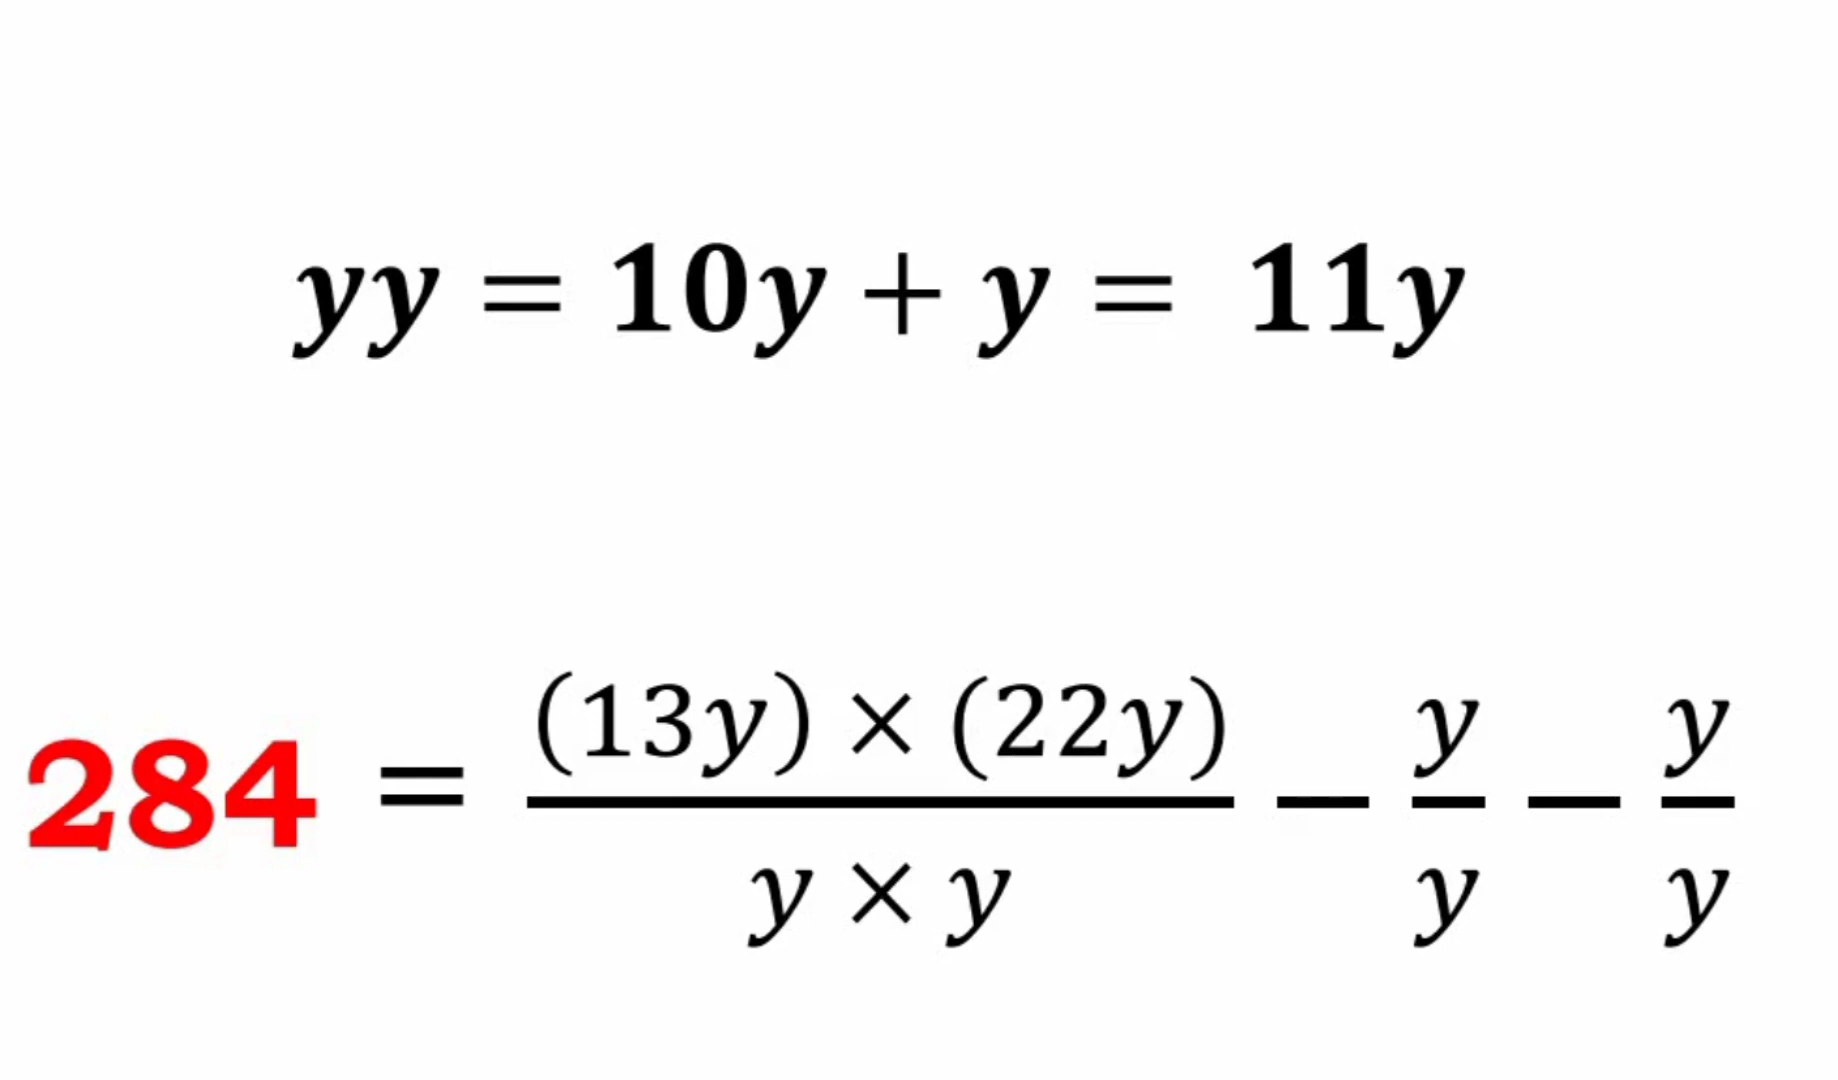 yy = 10y + y = 11y
284 = (13y) × (22y) / y × y − y/y − y/y